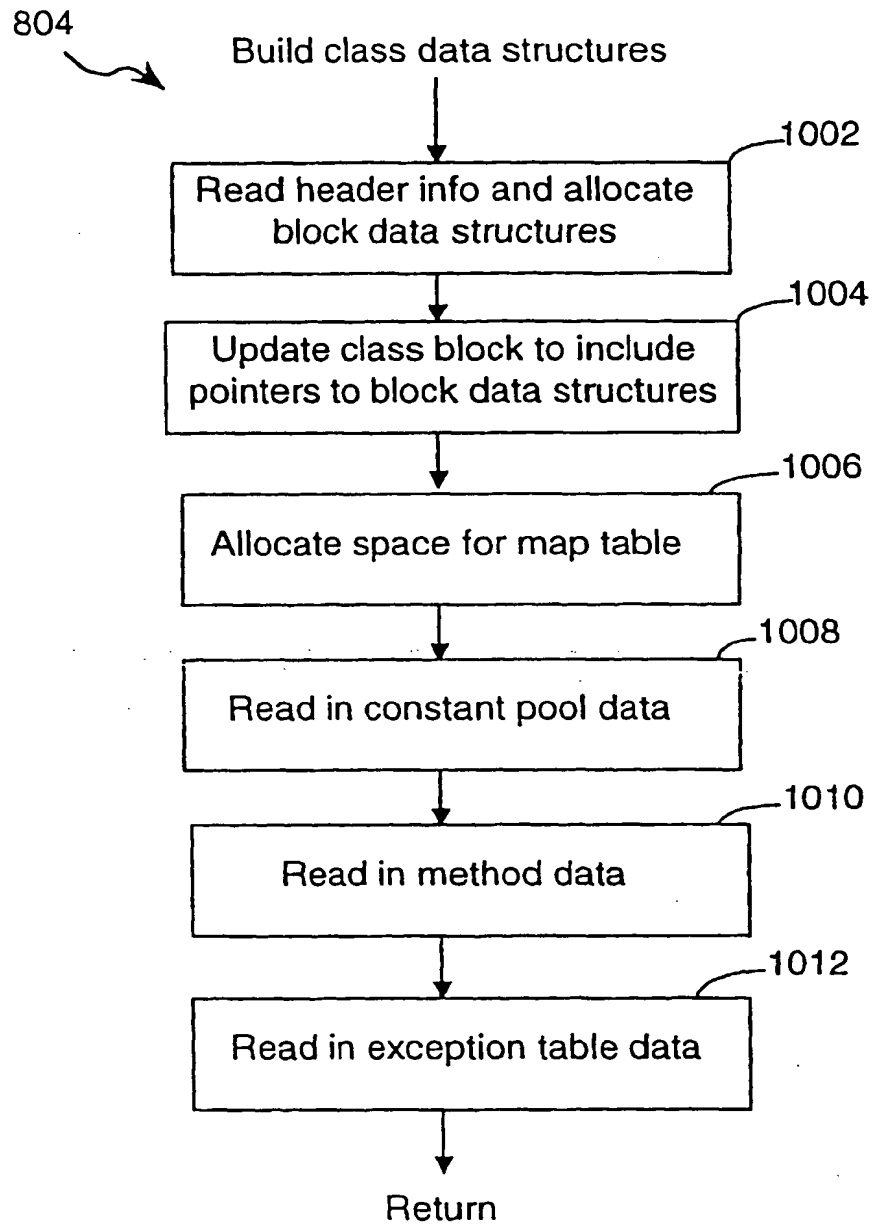 804
Build class data structures
1002
Read header info and allocate
block data structures
1004
Update class block to include
pointers to block data structures
1006
Allocate space for map table
1008
Read in constant pool data
1010
Read in method data
1012
Read in exception table data
Return